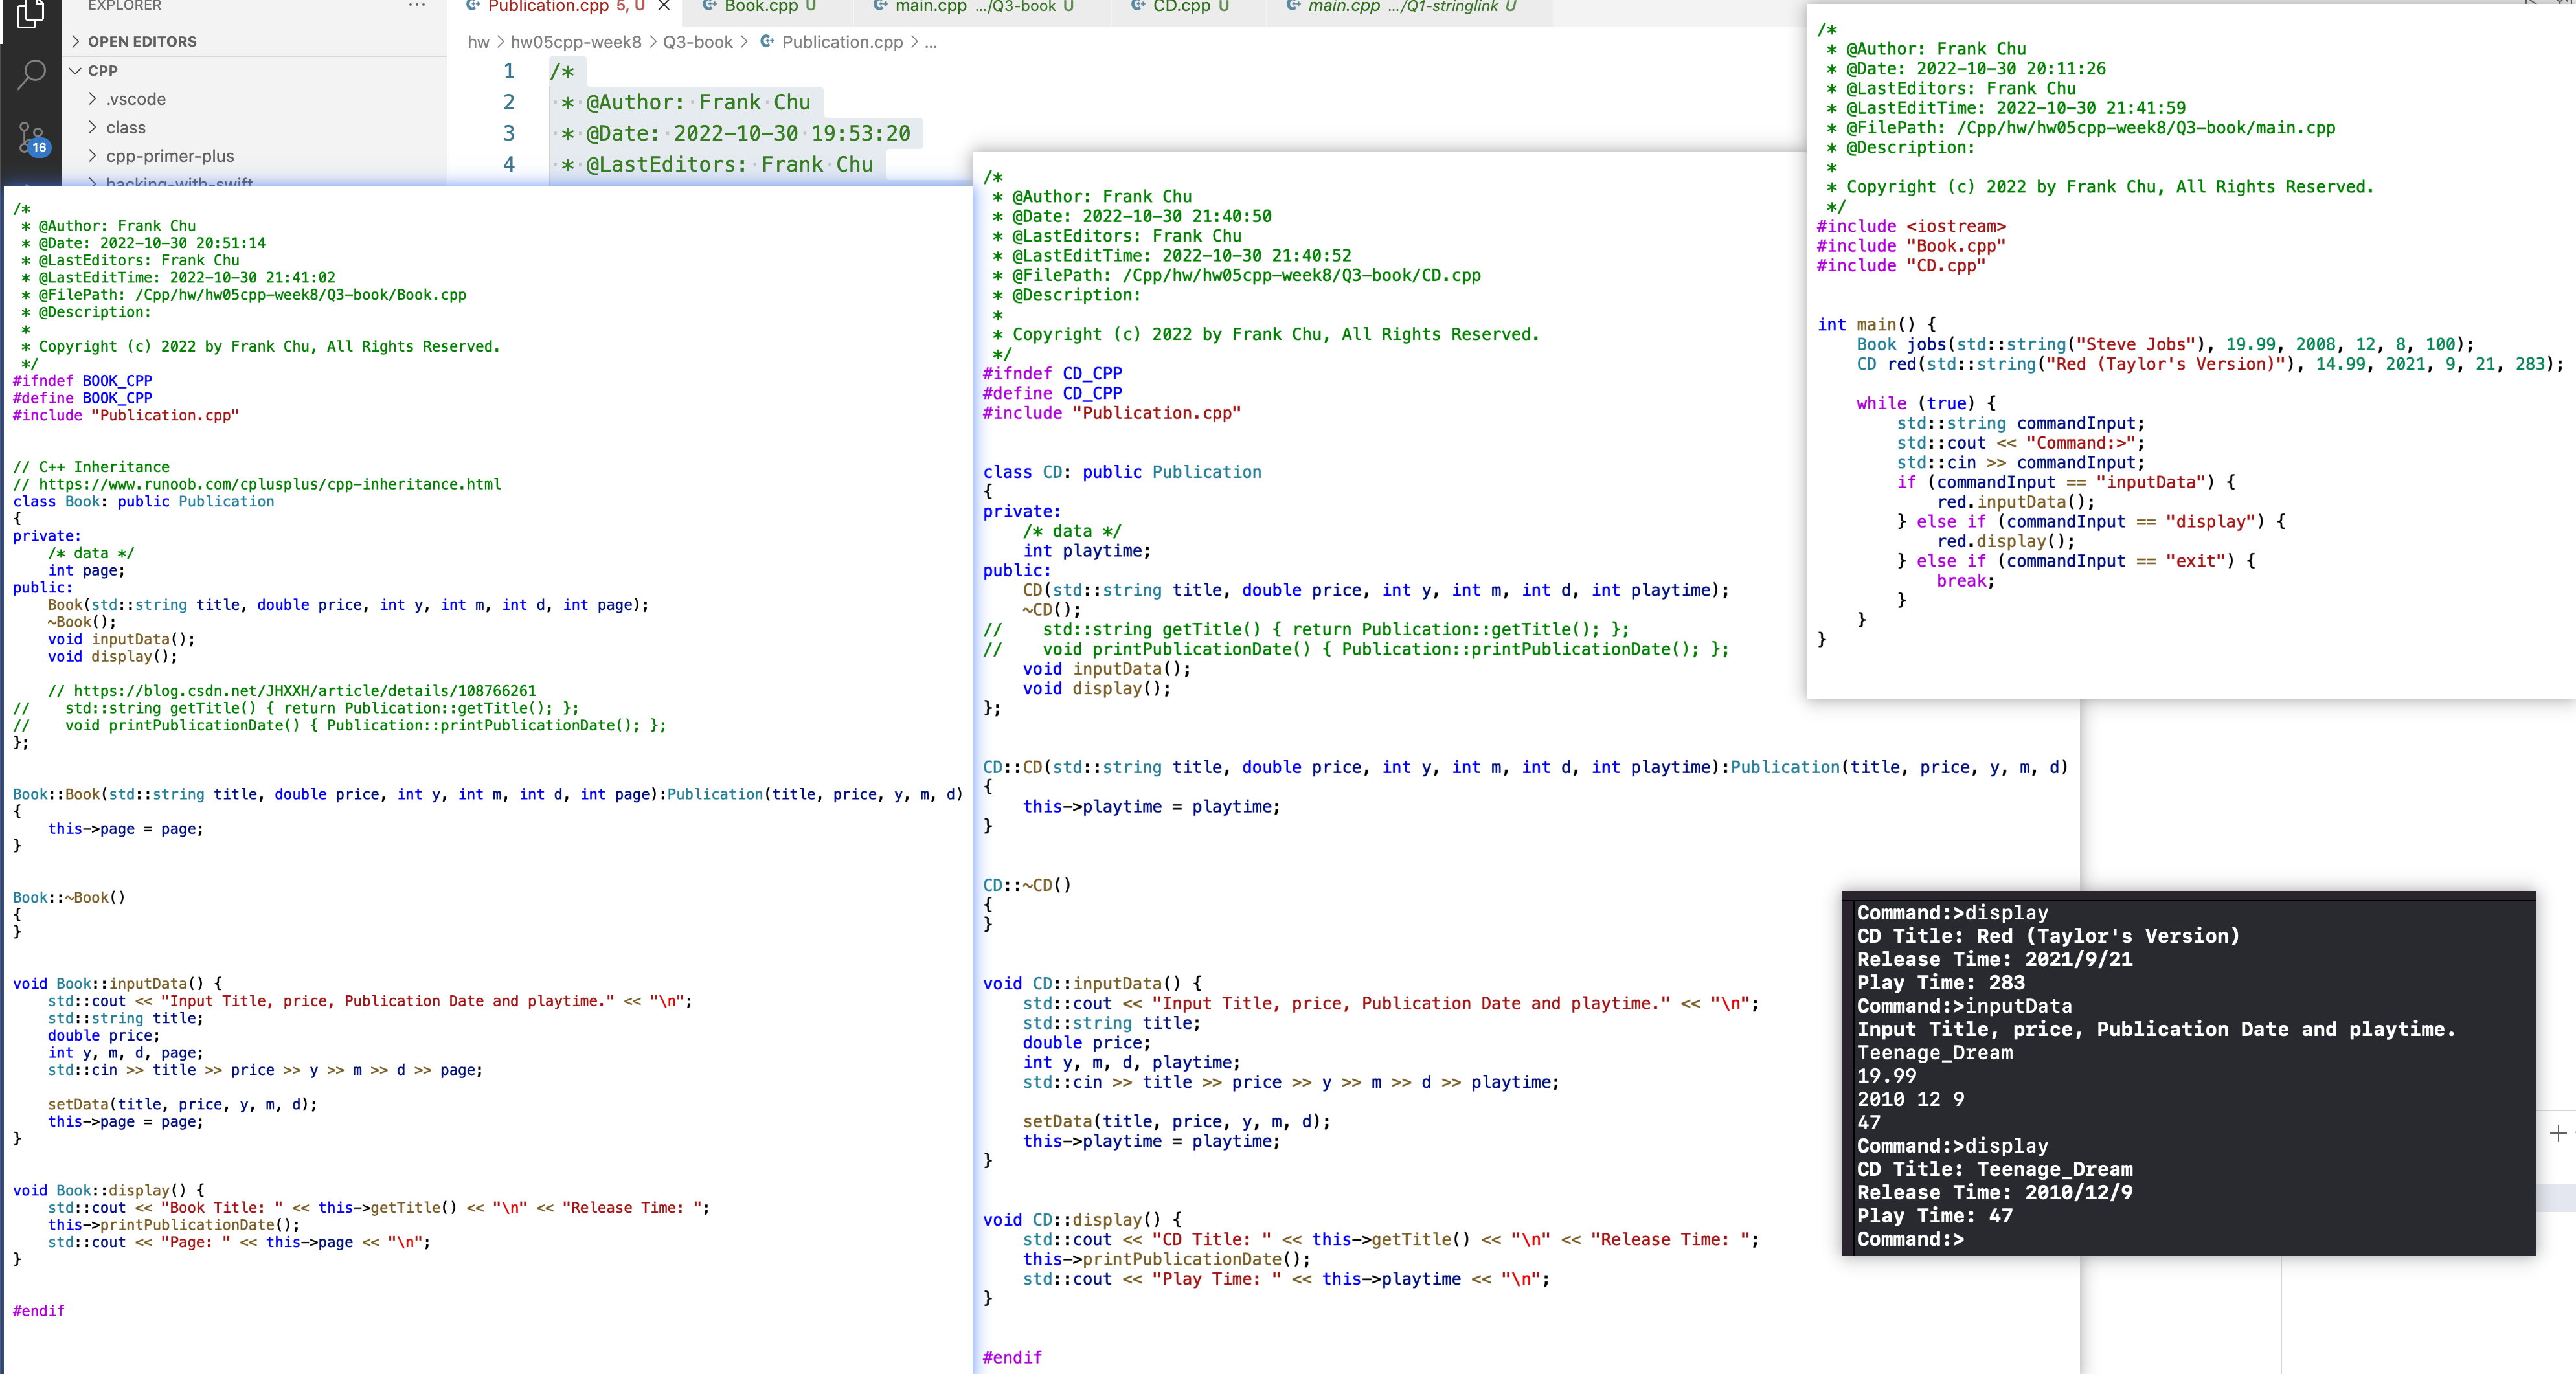 EXPLORER
···
Publication.cpp 5, U
Book.cpp U
main.cpp .../Q3-book U
CD.cpp U
main.cpp .../Q1-stringlink U
OPEN EDITORS
CPP
.vscode
class
cpp-primer-plus
hacking-with-swift
16
hw > hw05cpp-week8 > Q3-book > Publication.cpp > ...
1 /*
2 * @Author: Frank Chu
3 * @Date: 2022-10-30 19:53:20
4 * @LastEditors: Frank Chu
/*
* @Author: Frank Chu
* @Date: 2022-10-30 20:51:14
* @LastEditors: Frank Chu
* @LastEditTime: 2022-10-30 21:41:02
* @FilePath: /Cpp/hw/hw05cpp-week8/Q3-book/Book.cpp
* @Description:
*
* Copyright (c) 2022 by Frank Chu, All Rights Reserved.
*/
#ifndef BOOK_CPP
#define BOOK_CPP
#include "Publication.cpp"
// C++ Inheritance
// https://www.runoob.com/cplusplus/cpp-inheritance.html
class Book: public Publication
{
private:
/* data */
int page;
public:
Book(std::string title, double price, int y, int m, int d, int page);
~Book();
void inputData();
void display();
// https://blog.csdn.net/JHXXH/article/details/108766261
// std::string getTitle() { return Publication::getTitle(); };
// void printPublicationDate() { Publication::printPublicationDate(); };
};
Book::Book(std::string title, double price, int y, int m, int d, int page):Publication(title, price, y, m, d)
{
this->page = page;
}
Book::~Book()
{
}
void Book::inputData() {
std::cout << "Input Title, price, Publication Date and playtime." << "\n";
std::string title;
double price;
int y, m, d, page;
std::cin >> title >> price >> y >> m >> d >> page;
setData(title, price, y, m, d);
this->page = page;
}
void Book::display() {
std::cout << "Book Title: " << this->getTitle() << "\n" << "Release Time: ";
this->printPublicationDate();
std::cout << "Page: " << this->page << "\n";
}
#endif
/*
* @Author: Frank Chu
* @Date: 2022-10-30 21:40:50
* @LastEditors: Frank Chu
* @LastEditTime: 2022-10-30 21:40:52
* @FilePath: /Cpp/hw/hw05cpp-week8/Q3-book/CD.cpp
* @Description:
*
* Copyright (c) 2022 by Frank Chu, All Rights Reserved.
*/
#ifndef CD_CPP
#define CD_CPP
#include "Publication.cpp"
class CD: public Publication
{
private:
/* data */
int playtime;
public:
CD(std::string title, double price, int y, int m, int d, int playtime);
~CD();
// std::string getTitle() { return Publication::getTitle(); };
// void printPublicationDate() { Publication::printPublicationDate(); };
void inputData();
void display();
};
CD::CD(std::string title, double price, int y, int m, int d, int playtime):Publication(title, price, y, m, d)
{
this->playtime = playtime;
}
CD::~CD()
{
}
void CD::inputData() {
std::cout << "Input Title, price, Publication Date and playtime." << "\n";
std::string title;
double price;
int y, m, d, playtime;
std::cin >> title >> price >> y >> m >> d >> playtime;
setData(title, price, y, m, d);
this->playtime = playtime;
}
void CD::display() {
std::cout << "CD Title: " << this->getTitle() << "\n" << "Release Time: ";
this->printPublicationDate();
std::cout << "Play Time: " << this->playtime << "\n";
}
#endif
/*
* @Author: Frank Chu
* @Date: 2022-10-30 20:11:26
* @LastEditors: Frank Chu
* @LastEditTime: 2022-10-30 21:41:59
* @FilePath: /Cpp/hw/hw05cpp-week8/Q3-book/main.cpp
* @Description:
*
* Copyright (c) 2022 by Frank Chu, All Rights Reserved.
*/
#include <iostream>
#include "Book.cpp"
#include "CD.cpp"
int main() {
Book jobs(std::string("Steve Jobs"), 19.99, 2008, 12, 8, 100);
CD red(std::string("Red (Taylor's Version)"), 14.99, 2021, 9, 21, 283);
while (true) {
std::string commandInput;
std::cout << "Command:>";
std::cin >> commandInput;
if (commandInput == "inputData") {
red.inputData();
} else if (commandInput == "display") {
red.display();
} else if (commandInput == "exit") {
break;
}
}
}
Command:>display
CD Title: Red (Taylor's Version)
Release Time: 2021/9/21
Play Time: 283
Command:>inputData
Input Title, price, Publication Date and playtime.
Teenage_Dream
19.99
2010 12 9
47
Command:>display
CD Title: Teenage_Dream
Release Time: 2010/12/9
Play Time: 47
Command:>